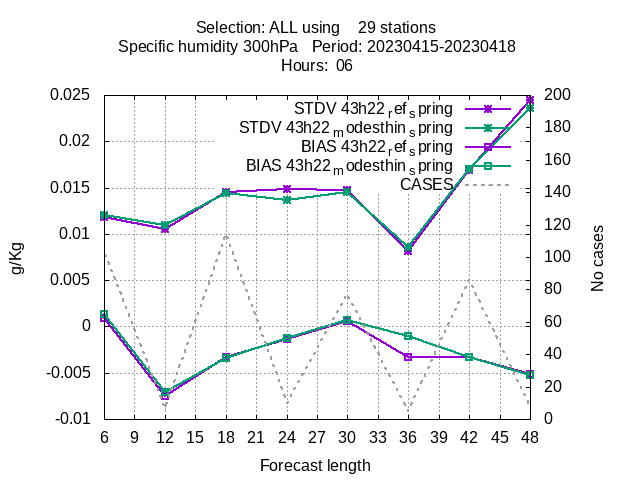 Selection: ALL using    29 stations
Specific humidity 300hPa   Period: 20230415-20230418
Hours:  06
STDV 43h22_ref_spring
STDV 43h22_modesthin_spring
BIAS 43h22_ref_spring
BIAS 43h22_modesthin_spring
CASES
0.025
0.02
0.015
0.01
0.005
0
-0.005
-0.01
g/Kg
200
180
160
140
120
100
80
60
40
20
0
No cases
6 9 12 15 18 21 24 27 30 33 36 39 42 45 48
Forecast length